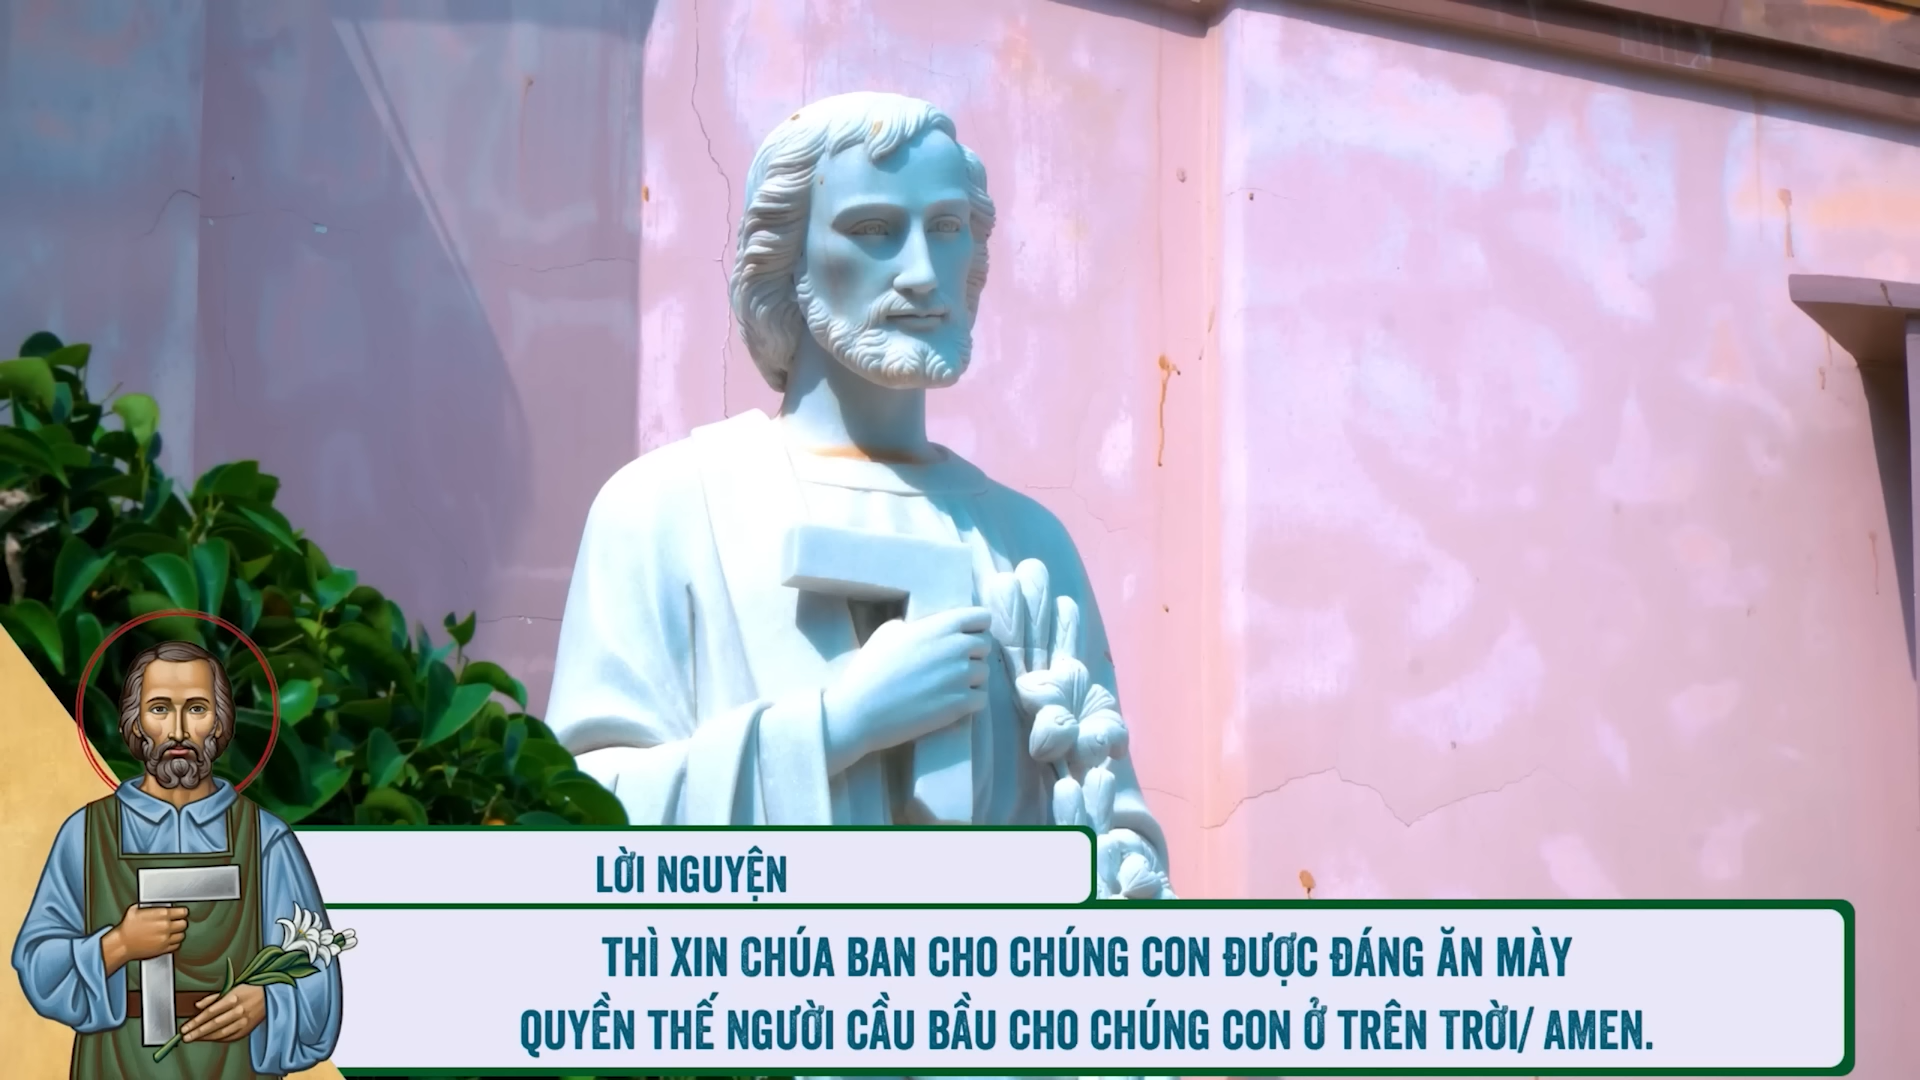 LỜI NGUYỆN
THÌ XIN CHÚA BAN CHO CHÚNG CON ĐƯỢC ĐÁNG ĂN MÀY
QUYỀN THẾ NGƯỜI CẦU BẦU CHO CHÚNG CON Ở TRÊN TRỜI/ AMEN.